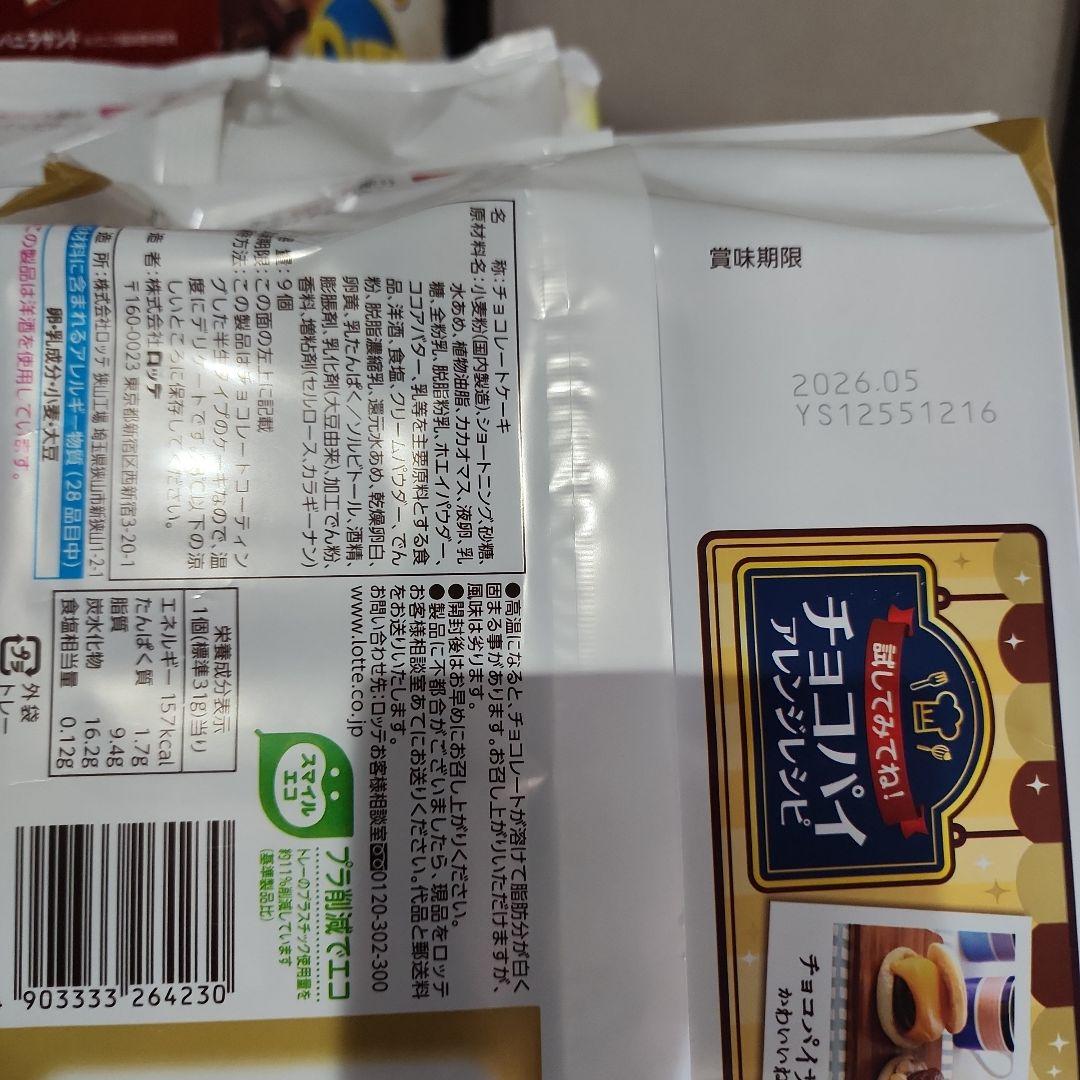 賞味期限
2026.05
YS12551216
名 称:チョコレートケーキ
原材料名:小麦粉(国内製造)、ショートニング、砂糖、
水あめ、植物油脂、カカオマス、液卵、乳
糖、全粉乳、脱脂粉乳、ホエイパウダー、
ココアパター、乳等を主要原料とする食
品、洋酒、食塩、クリームパウダー、でん
粉、脱脂濃縮乳、還元水あめ、乾燥卵白、
卵黄、乳たんぱく/ソルビトール、酒精、
膨脹剤、乳化剤(大豆由来)、加工でん粉、
香料、増粘剤(セルロース、カラギーナン)
量:9個
期限:この面の左上に記載
方法:この製品はチョコレートコーティン
グした半生タイプのケーキなので、温
度にデリケートです。 ℃以下の涼
しいところに保存してください。
造 者:株式会社ロッテ
〒160-0023 東京都新宿区西新宿3-20-1
造 所:株式会社ロッテ 狭山工場 埼玉県狭山市新狭山1-2-1
材料に含まれるアレルギー物質(28品目中)
卵・乳成分・小麦・大豆
この製品は洋酒を使用しています。
●高温になると、チョコレートが溶けて脂肪分が白く
固まる事があります。お召し上がりいただけますが、
風味は劣ります。
●開封後はお早めにお召し上がりください。
●製品に不都合がございましたら、現品をロッテ
お客様相談室あてにお送りください。代品と郵送料
をお送りいたします。
お問い合わせ先:ロッテお客様相談室 0120-302-300
www.lotte.co.jp
栄養成分表示
1個(標準31g)当り
エネルギー 157kcal
たんぱく質 1.7g
脂質 9.4g
炭水化物 16.2g
食塩相当量 0.12g
スマイル
エコ
プラ削減でエコ
トレーのプラスチック使用量を
約11%削減しています
(基準製品比)
プラ
外袋
トレー
903333 264230
試してみてね!
チョコパイ
アレンジレシピ
チョコパイ
かわいい